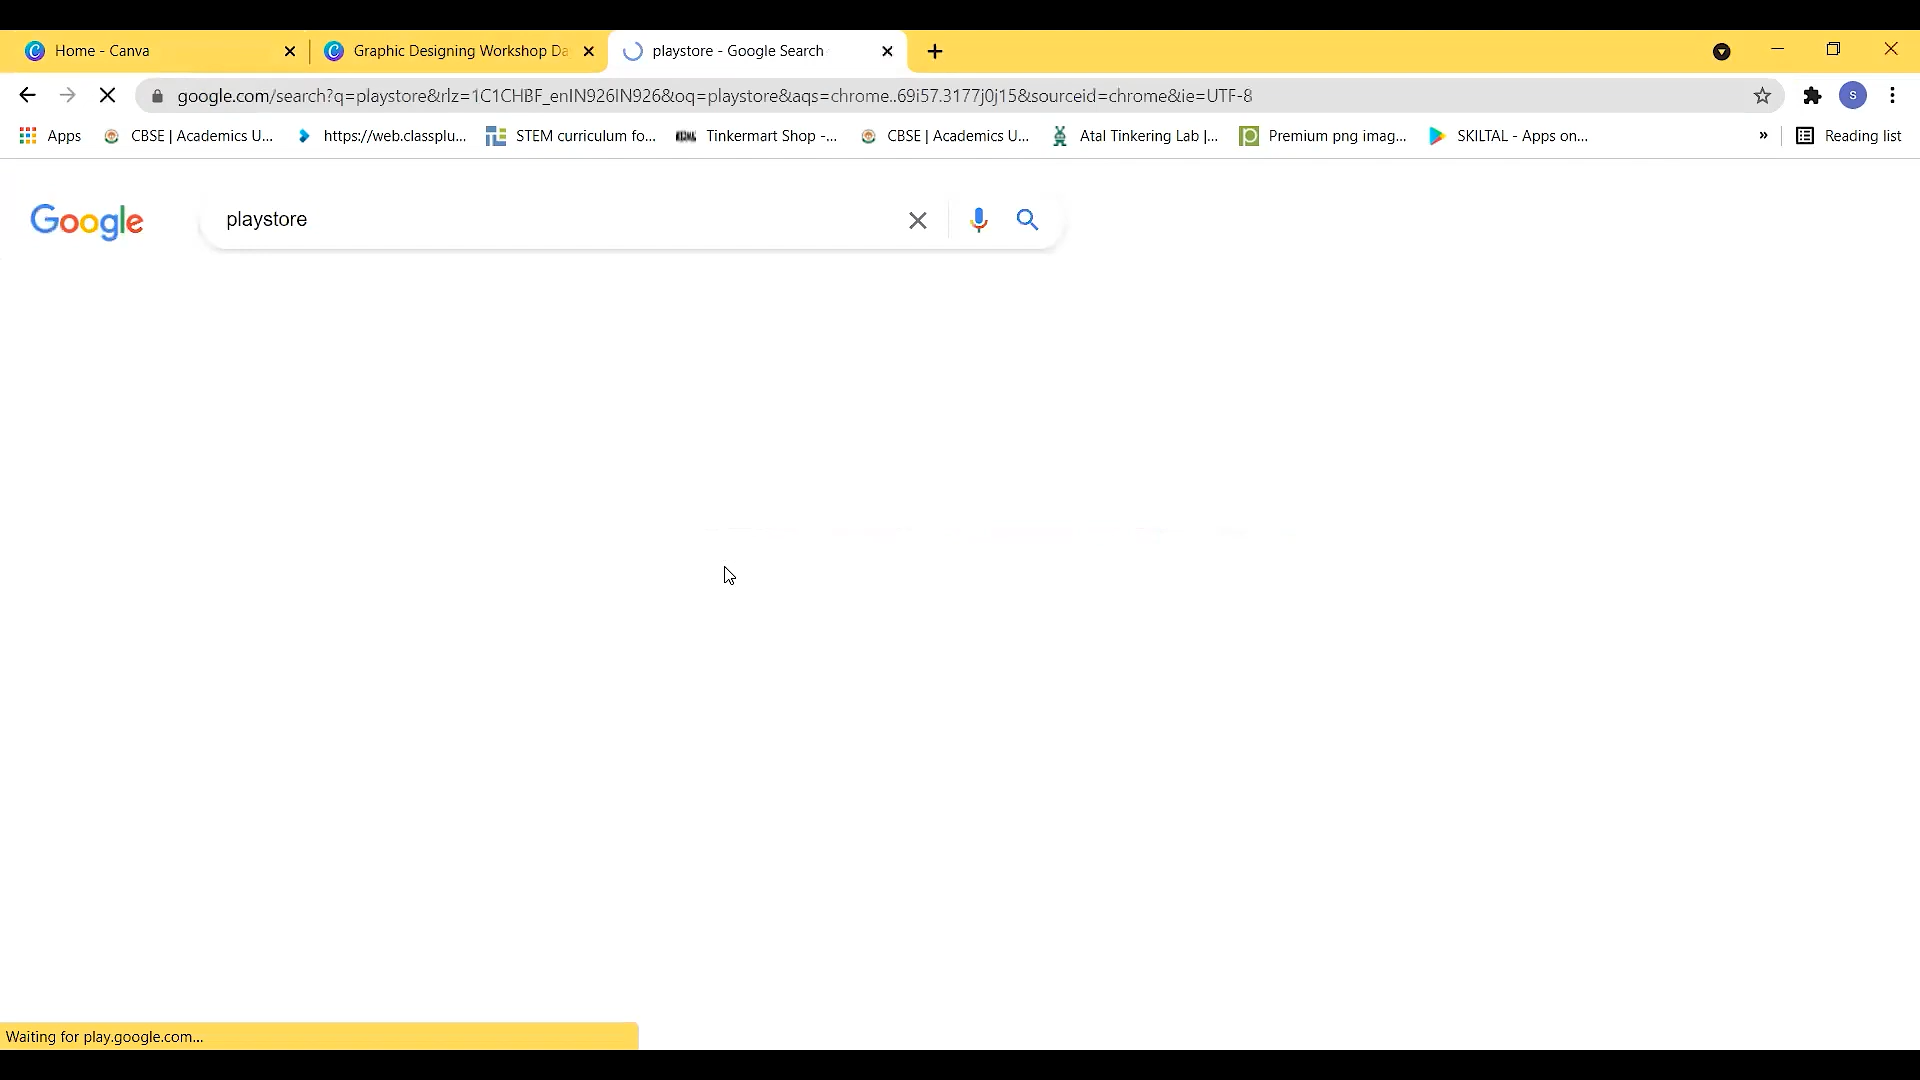 Home - Canva
Graphic Designing Workshop Da
playstore - Google Search
google.com/search?q=playstore&rlz=1C1CHBF_enIN926IN926&oq=playstore&aqs=chrome..69i57.3177j0j15&sourceid=chrome&ie=UTF-8
S
Apps
CBSE | Academics U...
https://web.classplu...
STEM curriculum fo...
Tinkermart Shop -...
CBSE | Academics U...
Atal Tinkering Lab |...
Premium png imag...
SKILTAL - Apps on...
»
Reading list
Google
playstore
Waiting for play.google.com...